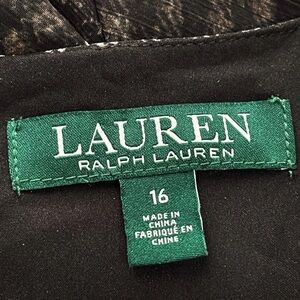 LAUREN
RALPH LAUREN
16
MADE IN
CHINA
FABRIQUÉ EN
CHINE